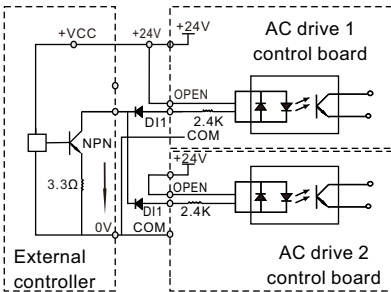 +VCC
+24V
+24V
AC drive 1
control board
OPEN
DI1
2.4K
COM
NPN
3.3Ω
+24V
OPEN
DI1
2.4K
0V
COM
External
controller
AC drive 2
control board